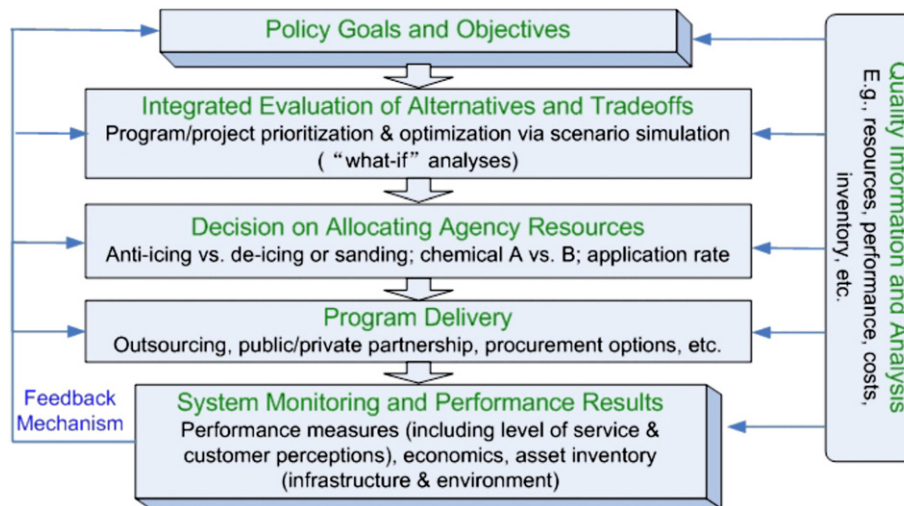 Policy Goals and Objectives
Integrated Evaluation of Alternatives and Tradeoffs
Program/project prioritization & optimization via scenario simulation
( “what-if” analyses)
Decision on Allocating Agency Resources
Anti-icing vs. de-icing or sanding; chemical A vs. B; application rate
Program Delivery
Outsourcing, public/private partnership, procurement options, etc.
System Monitoring and Performance Results
Performance measures (including level of service &
customer perceptions), economics, asset inventory
(infrastructure & environment)
Feedback
Mechanism
Quality Information and Analysis
E.g., resources, performance, costs,
inventory, etc.